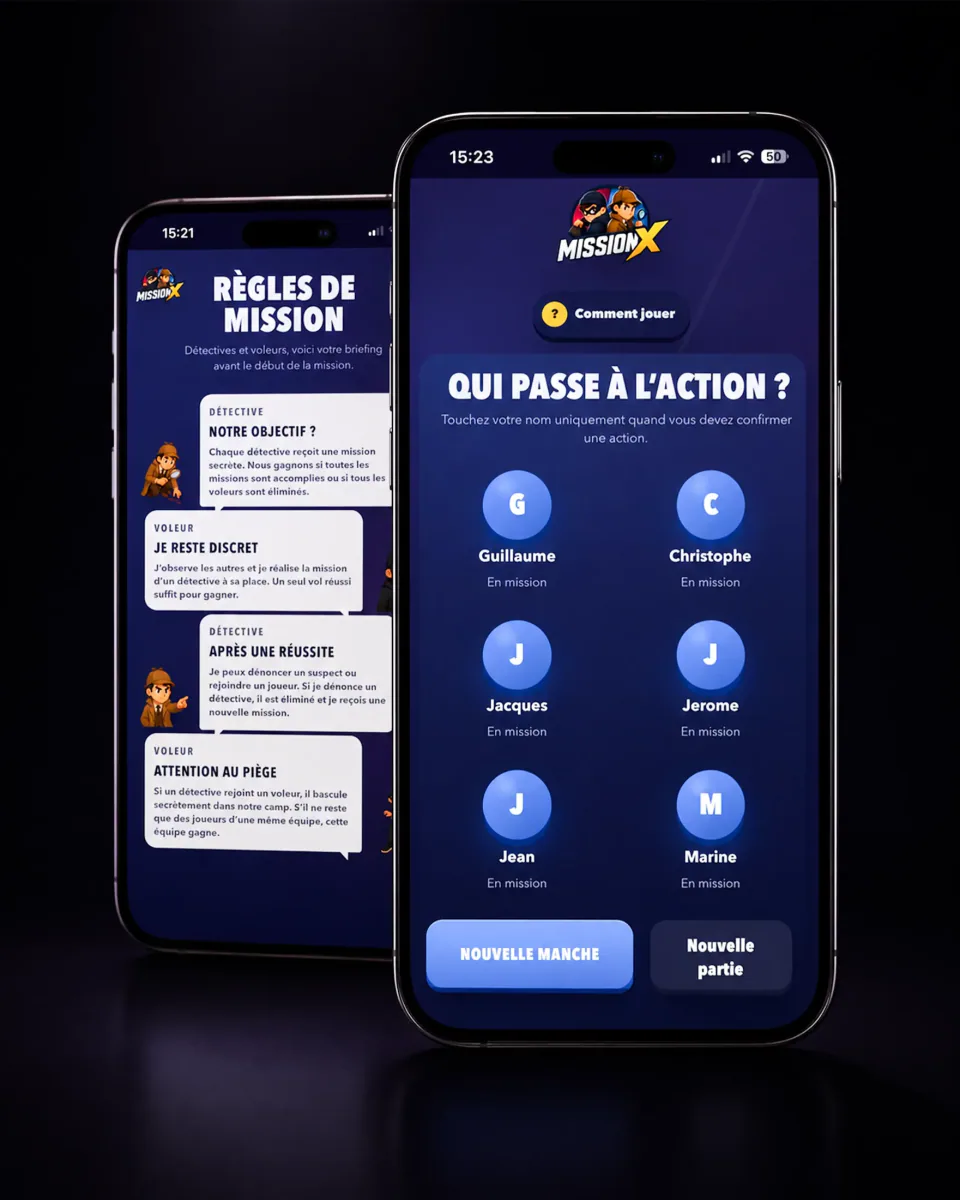 15:21
MISSION X
RÈGLES DE
MISSION
Détectives et voleurs, voici votre briefing
avant le début de la mission.
DÉTECTIVE
NOTRE OBJECTIF ?
Chaque détective reçoit une mission
secrète. Nous gagnons si toutes les
missions sont accomplies ou si tous les
voleurs sont éliminés.
VOLEUR
JE RESTE DISCRET
J'observe les autres et je réalise la mission
d'un détective à sa place. Un seul vol réussi
suffit pour gagner.
DÉTECTIVE
APRÈS UNE RÉUSSITE
Je peux dénoncer un suspect ou
rejoindre un joueur. Si je dénonce un
détective, il est éliminé et je reçois une
nouvelle mission.
VOLEUR
ATTENTION AU PIÈGE
Si un détective rejoint un voleur, il bascule
secrètement dans notre camp. S'il ne reste
que des joueurs d'une même équipe, cette
équipe gagne.
15:23
50
MISSION X
? Comment jouer
QUI PASSE À L'ACTION ?
Touchez votre nom uniquement quand vous devez confirmer
une action.
G
C
Guillaume
Christophe
En mission
En mission
J
J
Jacques
Jerome
En mission
En mission
J
M
Jean
Marine
En mission
En mission
NOUVELLE MANCHE
Nouvelle
partie